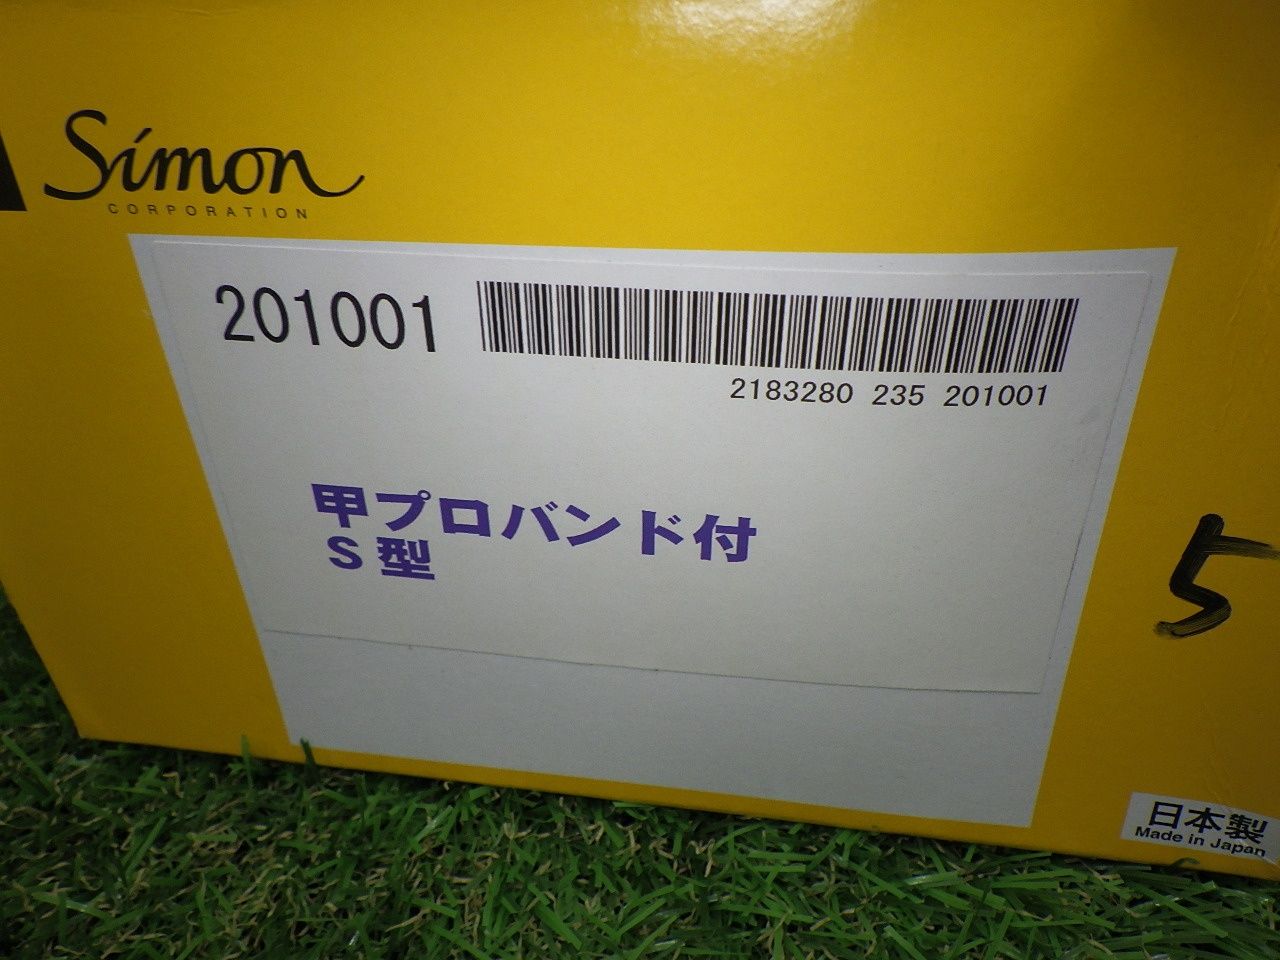 Simon
CORPORATION
201001
2183280 235 201001
甲プロバンド付
S型
5
日本製
Made in Japan